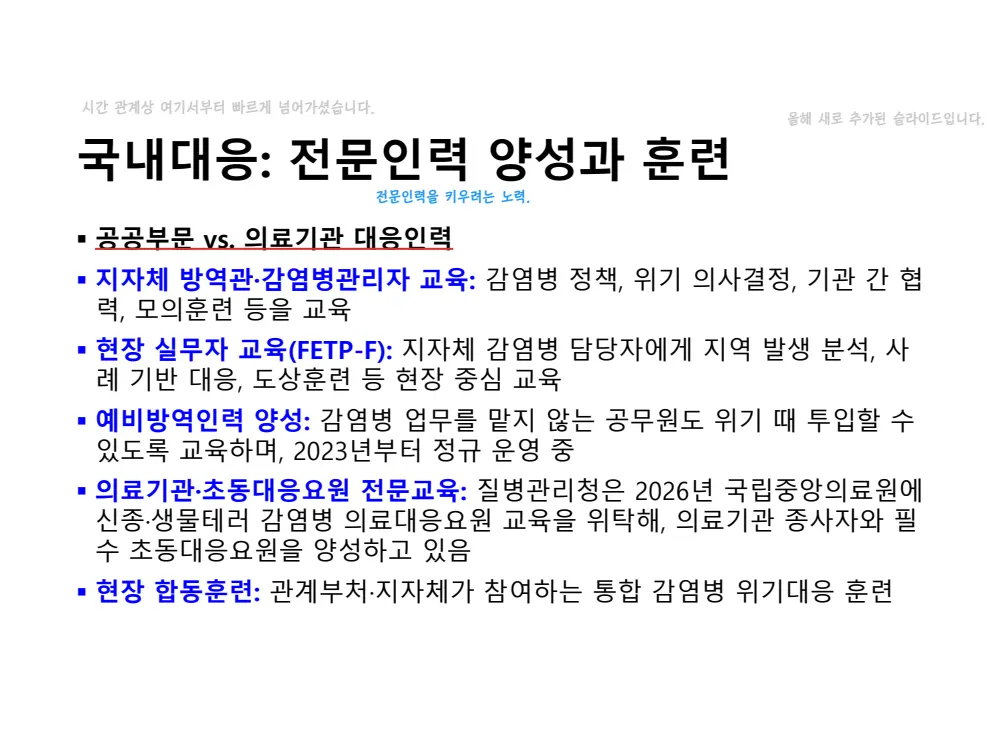 시간 관계상 여기서부터 빠르게 넘어가셨습니다.
올해 새로 추가된 슬라이드입니다.
국내대응: 전문인력 양성과 훈련
전문인력을 키우려는 노력.
▪ 공공부문 vs. 의료기관 대응인력
▪ 지자체 방역관·감염병관리자 교육: 감염병 정책, 위기 의사결정, 기관 간 협
력, 모의훈련 등을 교육
▪ 현장 실무자 교육(FETP-F): 지자체 감염병 담당자에게 지역 발생 분석, 사
례 기반 대응, 도상훈련 등 현장 중심 교육
▪ 예비방역인력 양성: 감염병 업무를 맡지 않는 공무원도 위기 때 투입할 수
있도록 교육하며, 2023년부터 정규 운영 중
▪ 의료기관·초동대응요원 전문교육: 질병관리청은 2026년 국립중앙의료원에
신종·생물테러 감염병 의료대응요원 교육을 위탁해, 의료기관 종사자와 필
수 초동대응요원을 양성하고 있음
▪ 현장 합동훈련: 관계부처·지자체가 참여하는 통합 감염병 위기대응 훈련